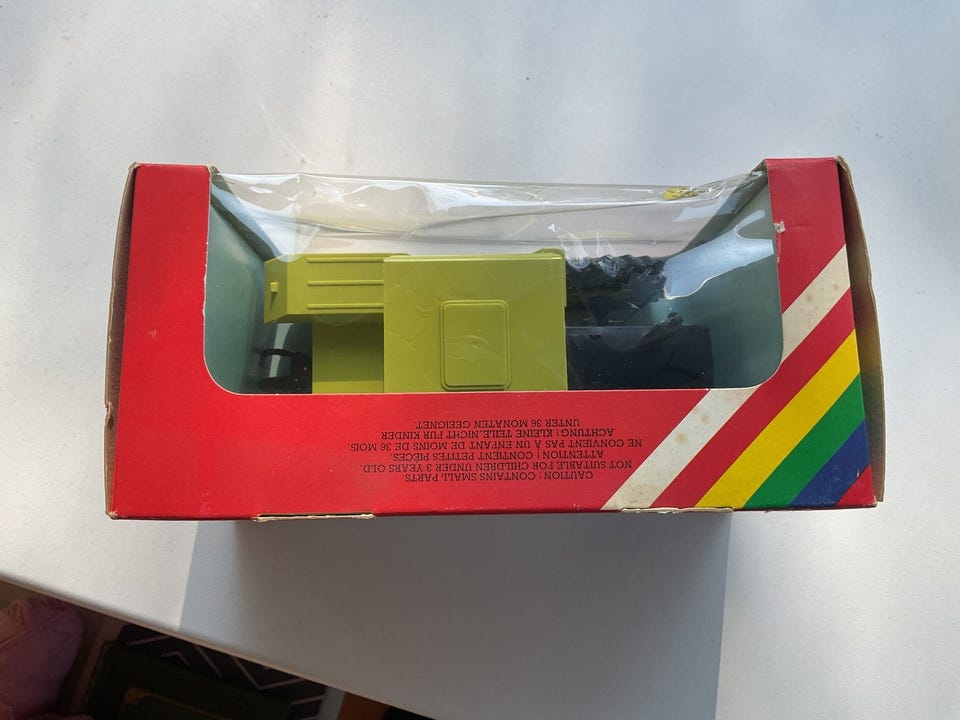 CAUTION : CONTAINS SMALL PARTS.
NOT SUITABLE FOR CHILDREN UNDER 3 YEARS OLD.
ATTENTION ! CONTIENT PETITES PIECES.
NE CONVIENT PAS À UN ENFANT DE MOINS DE 36 MOIS.
ACHTUNG ! KLEINE TEILE.NICHT FUR KINDER
UNTER 36 MONATEN GEEIGNET.